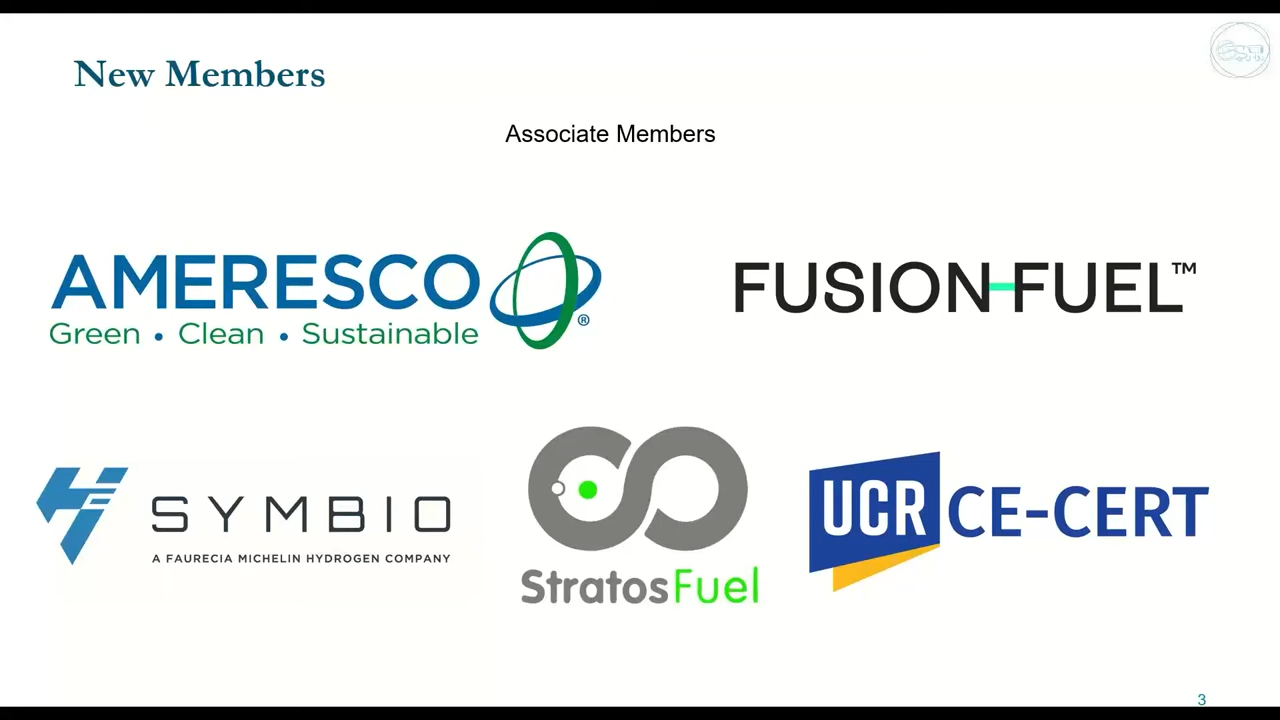 New Members
Associate Members
AMERESCO
Green • Clean • Sustainable
®
FUSION-FUEL™
SYMBIO
A FAURECIA MICHELIN HYDROGEN COMPANY
StratosFuel
UCR CE-CERT
3